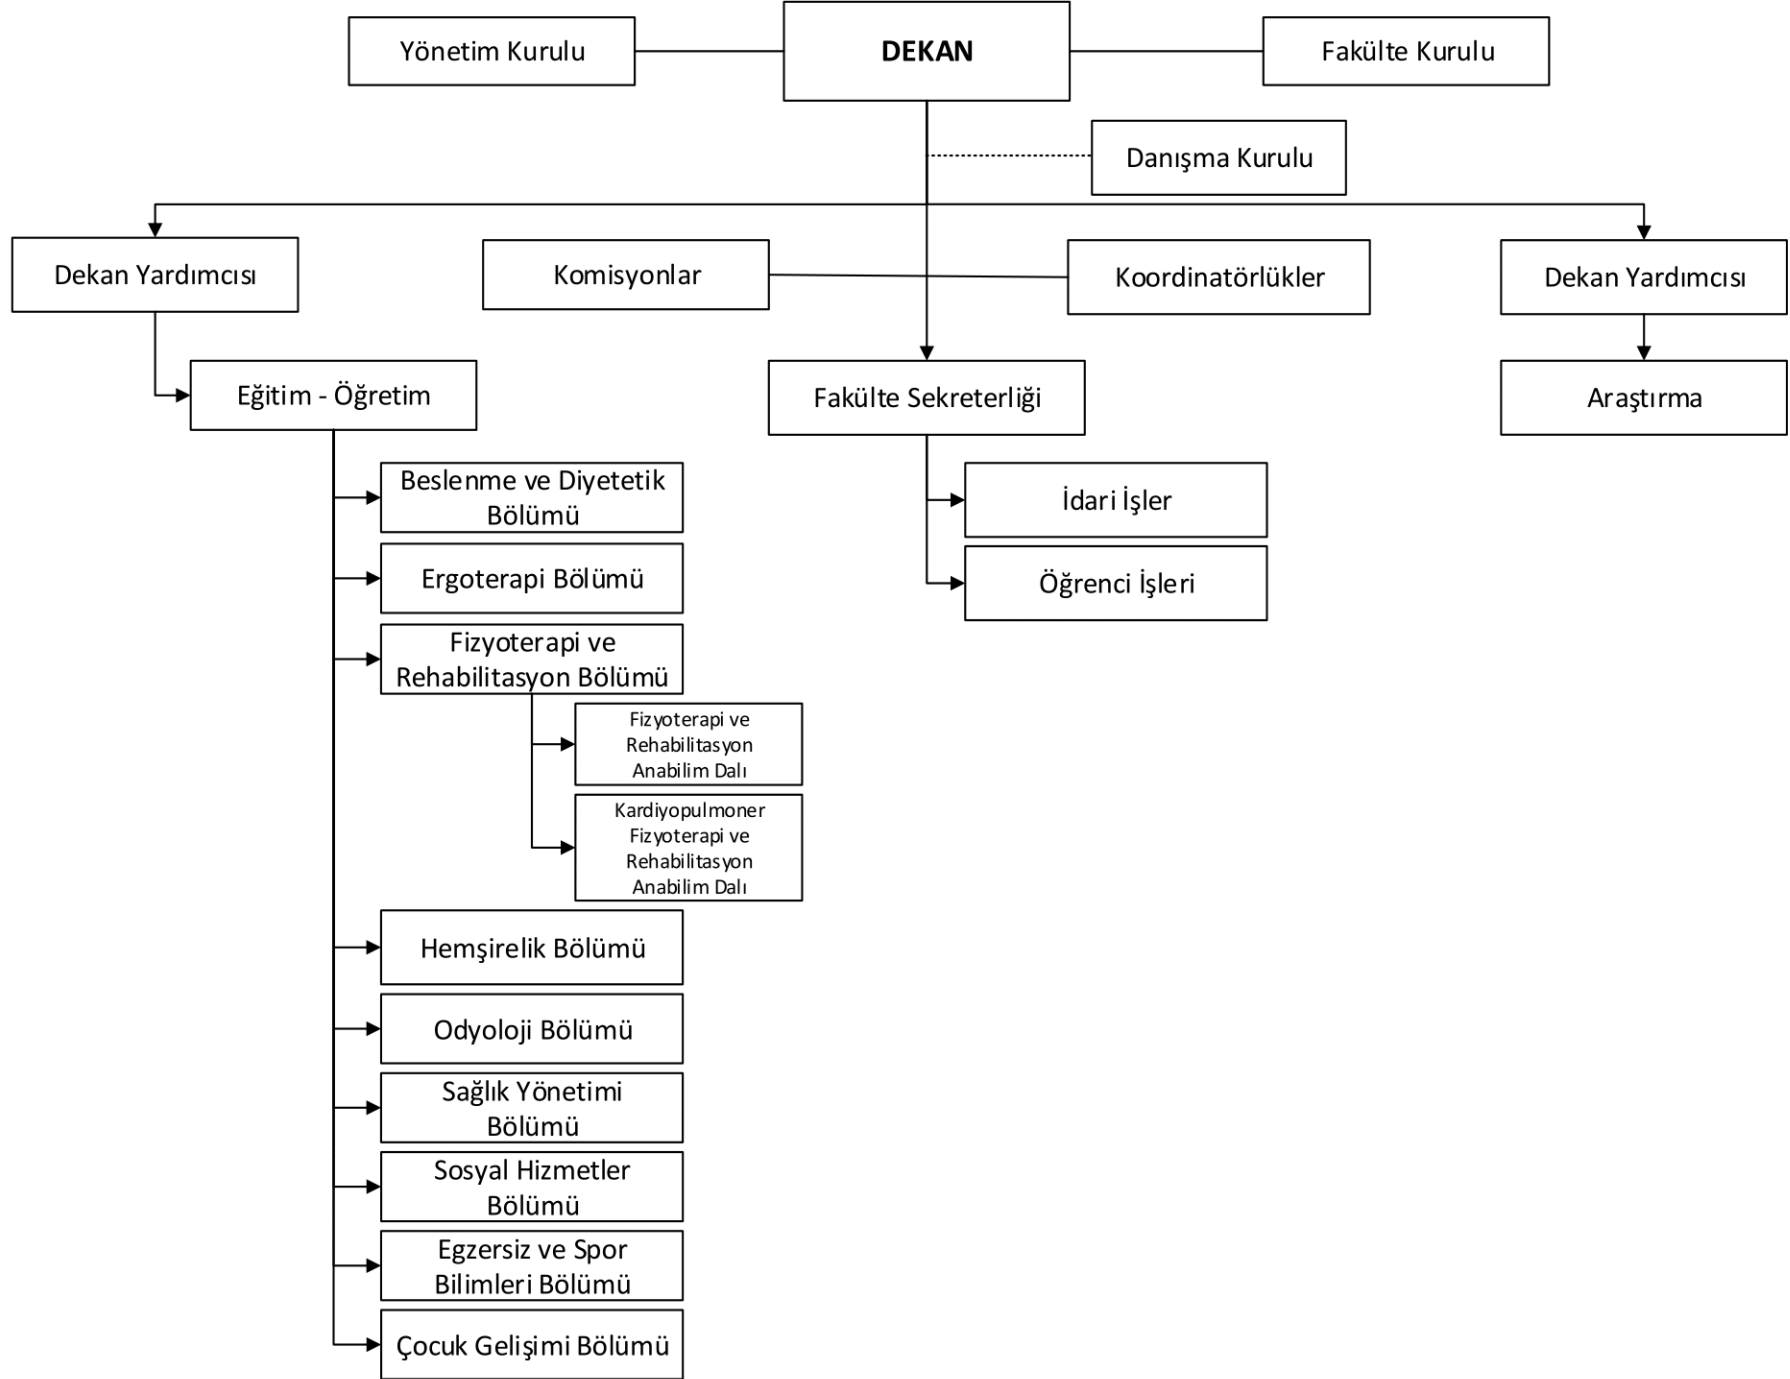 Yönetim Kurulu
DEKAN
Fakülte Kurulu
Danışma Kurulu
Dekan Yardımcısı
Komisyonlar
Koordinatörlükler
Dekan Yardımcısı
Eğitim - Öğretim
Fakülte Sekreterliği
Araştırma
Beslenme ve Diyetetik
Bölümü
İdari İşler
Ergoterapi Bölümü
Öğrenci İşleri
Fizyoterapi ve
Rehabilitasyon Bölümü
Fizyoterapi ve
Rehabilitasyon
Anabilim Dalı
Kardiyopulmoner
Fizyoterapi ve
Rehabilitasyon
Anabilim Dalı
Hemşirelik Bölümü
Odyoloji Bölümü
Sağlık Yönetimi
Bölümü
Sosyal Hizmetler
Bölümü
Egzersiz ve Spor
Bilimleri Bölümü
Çocuk Gelişimi Bölümü